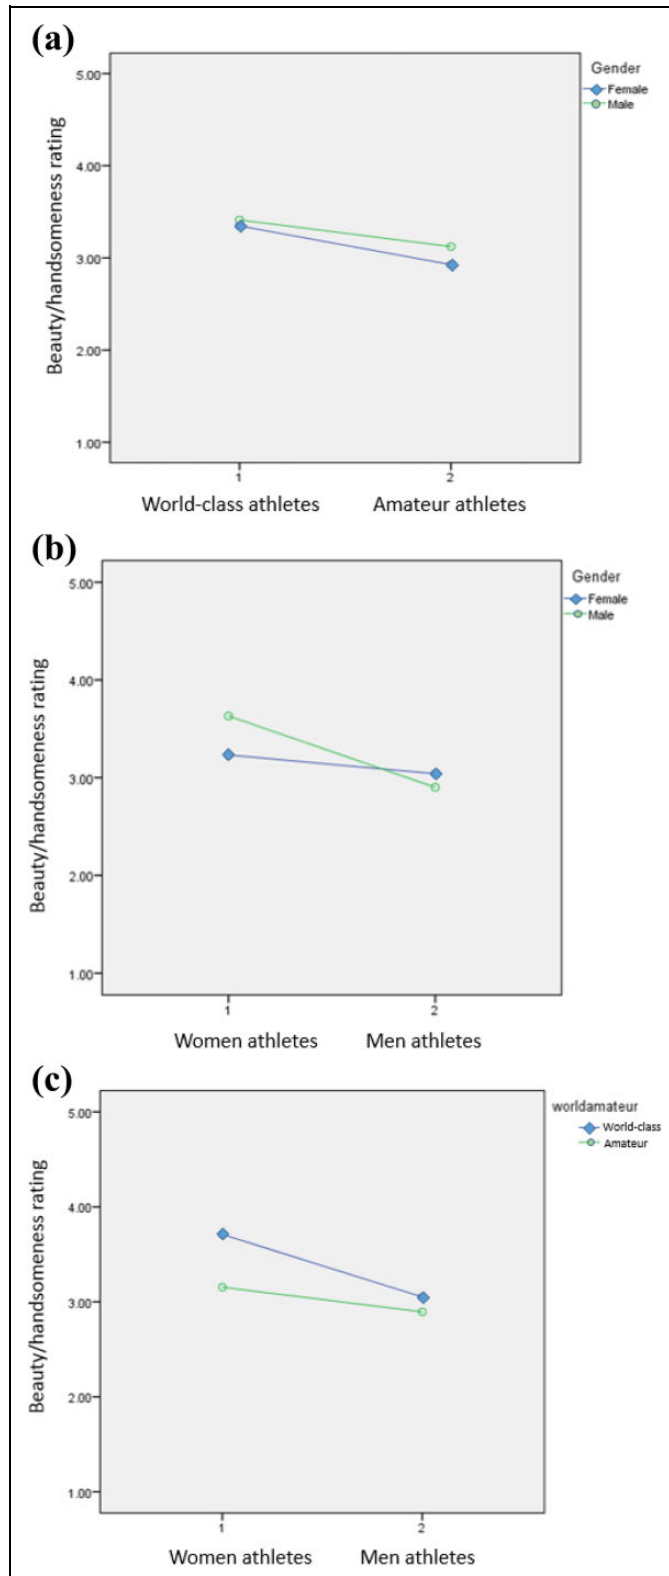 (a)
Gender
Female
Male
Beauty/handsomeness rating
5.00
4.00
3.00
2.00
1.00
1 2
World-class athletes Amateur athletes
(b)
Gender
Female
Male
Beauty/handsomeness rating
5.00
4.00
3.00
2.00
1.00
1 2
Women athletes Men athletes
(c)
worldamateur
World-class
Amateur
Beauty/handsomeness rating
5.00
4.00
3.00
2.00
1.00
1 2
Women athletes Men athletes